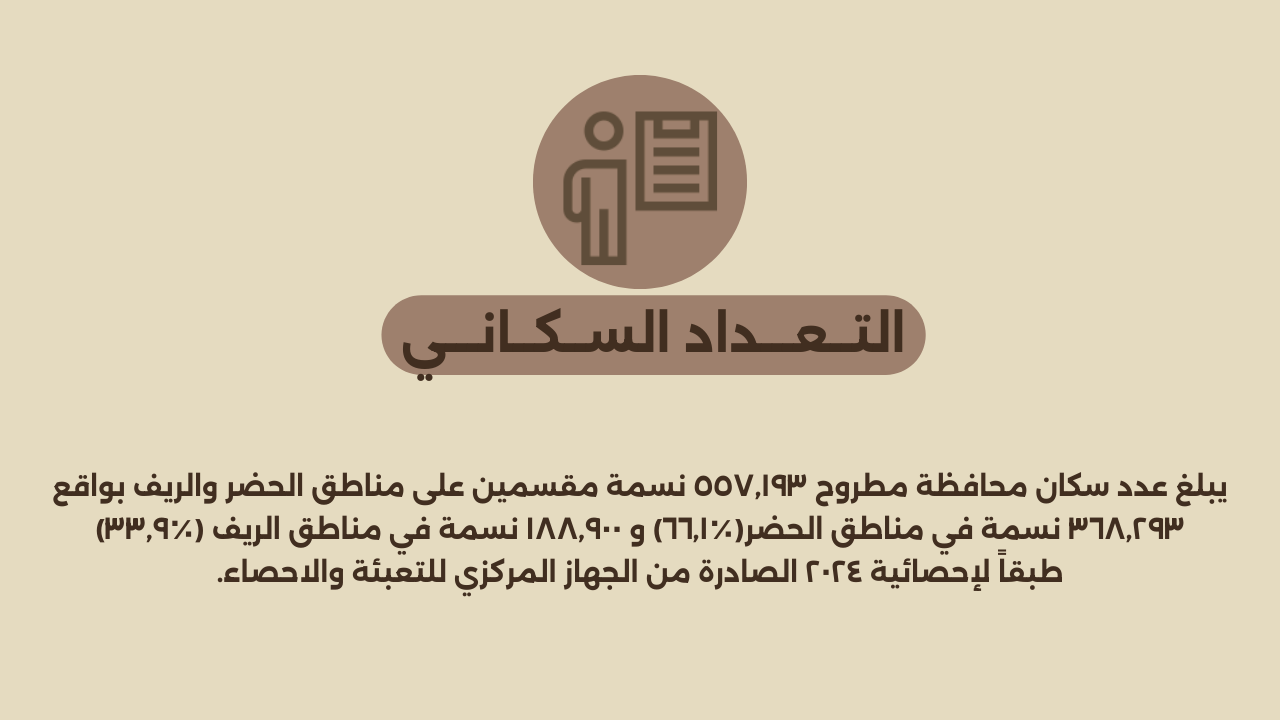 التـــعـــداد الســـكـــانـــي
يبلغ عدد سكان محافظة مطروح ٥٥٧,١٩٣ نسمة مقسمين على مناطق الحضر والريف بواقع
٣٦٨,٢٩٣ نسمة في مناطق الحضر(٦٦,١٪) و ١٨٨,٩٠٠ نسمة في مناطق الريف (٣٣,٩٪)
طبقاً لإحصائية ٢٠٢٤ الصادرة من الجهاز المركزي للتعبئة والاحصاء.